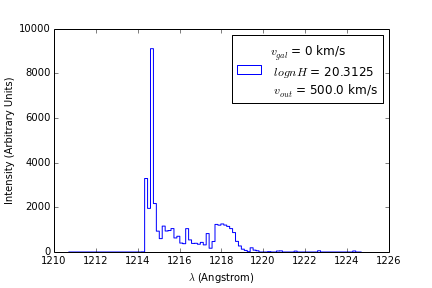 10000
8000
6000
4000
2000
0
Intensity (Arbitrary Units)
v_gal = 0 km/s
lognH = 20.3125
v_out = 500.0 km/s
1210 1212 1214 1216 1218 1220 1222 1224 1226
λ (Angstrom)